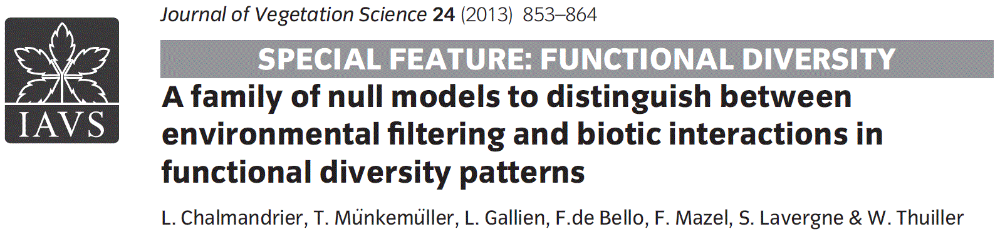 Journal of Vegetation Science 24 (2013) 853–864
SPECIAL FEATURE: FUNCTIONAL DIVERSITY
A family of null models to distinguish between
environmental filtering and biotic interactions in
functional diversity patterns
IAVS
L. Chalmandrier, T. Münkemüller, L. Gallien, F.de Bello, F. Mazel, S. Lavergne & W. Thuiller